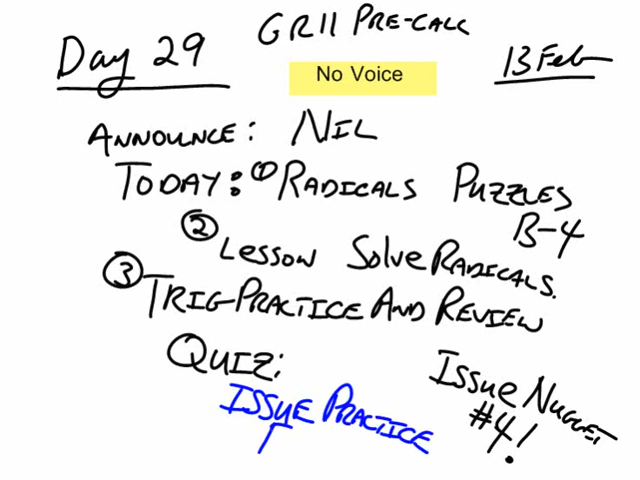 GR11 PRE-CALC
Day 29
No Voice
13 Feb
ANNOUNCE: NIL
TODAY: ① RADICALS PUZZLES
B-4
② LESSON Solve RADICALS.
③ TRIG PRACTICE AND REVIEW
QUIZ:
ISSUE PRACTICE
ISSUE NUGGET
#4!